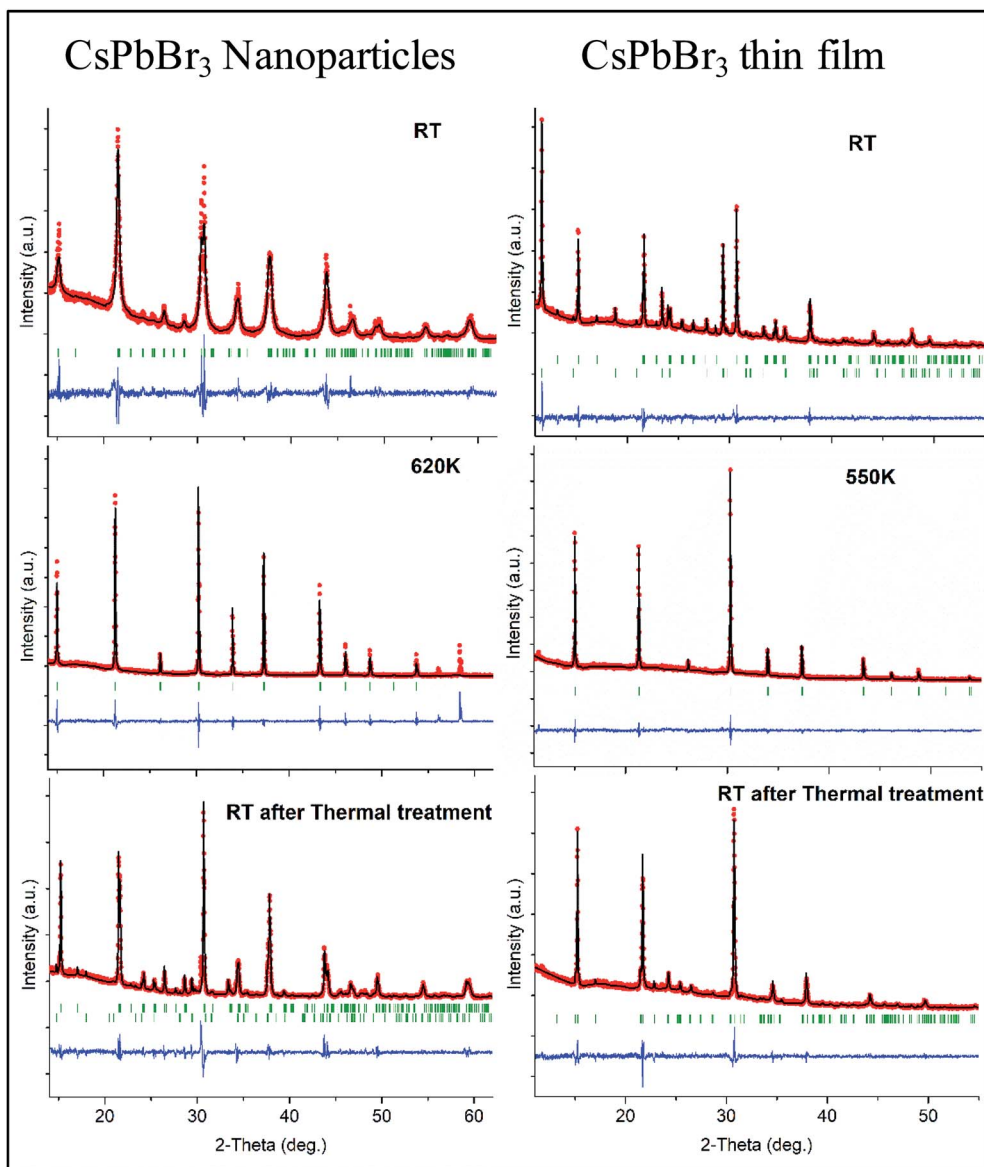 CsPbBr₃ Nanoparticles
RT
Intensity (a.u.)
620K
Intensity (a.u.)
RT after Thermal treatment
Intensity (a.u.)
20 30 40 50 60
2-Theta (deg.)
CsPbBr₃ thin film
RT
Intensity (a.u.)
550K
Intensity (a.u.)
RT after Thermal treatment
Intensity (a.u.)
20 30 40 50
2-Theta (deg.)